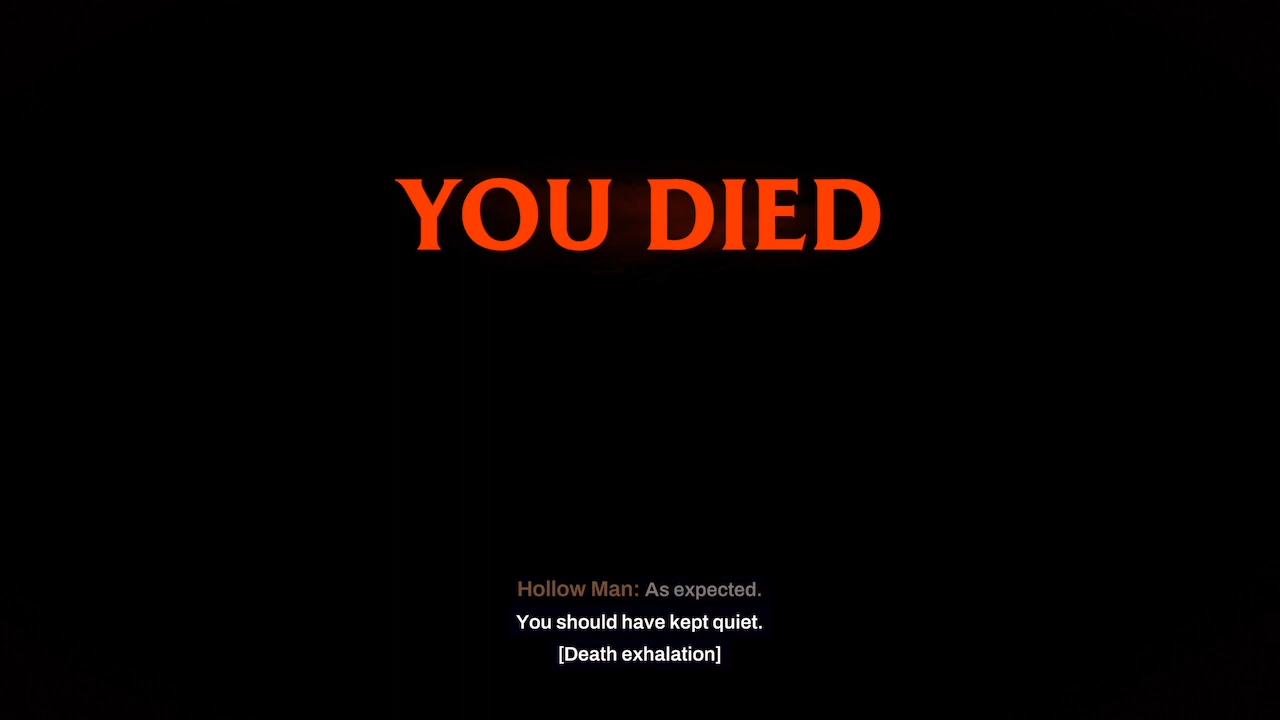 YOU DIED
Hollow Man: As expected.
You should have kept quiet.
[Death exhalation]